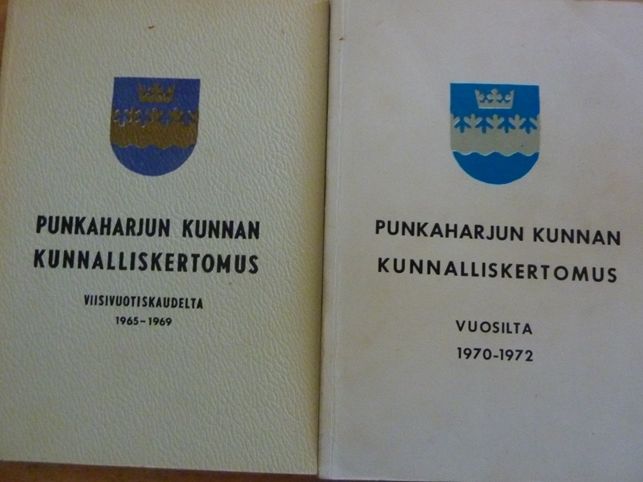 PUNKAHARJUN KUNNAN
KUNNALLISKERTOMUS
VIISIVUOTISKAUDELTA
1965-1969
PUNKAHARJUN KUNNAN
KUNNALLISKERTOMUS
VUOSILTA
1970-1972